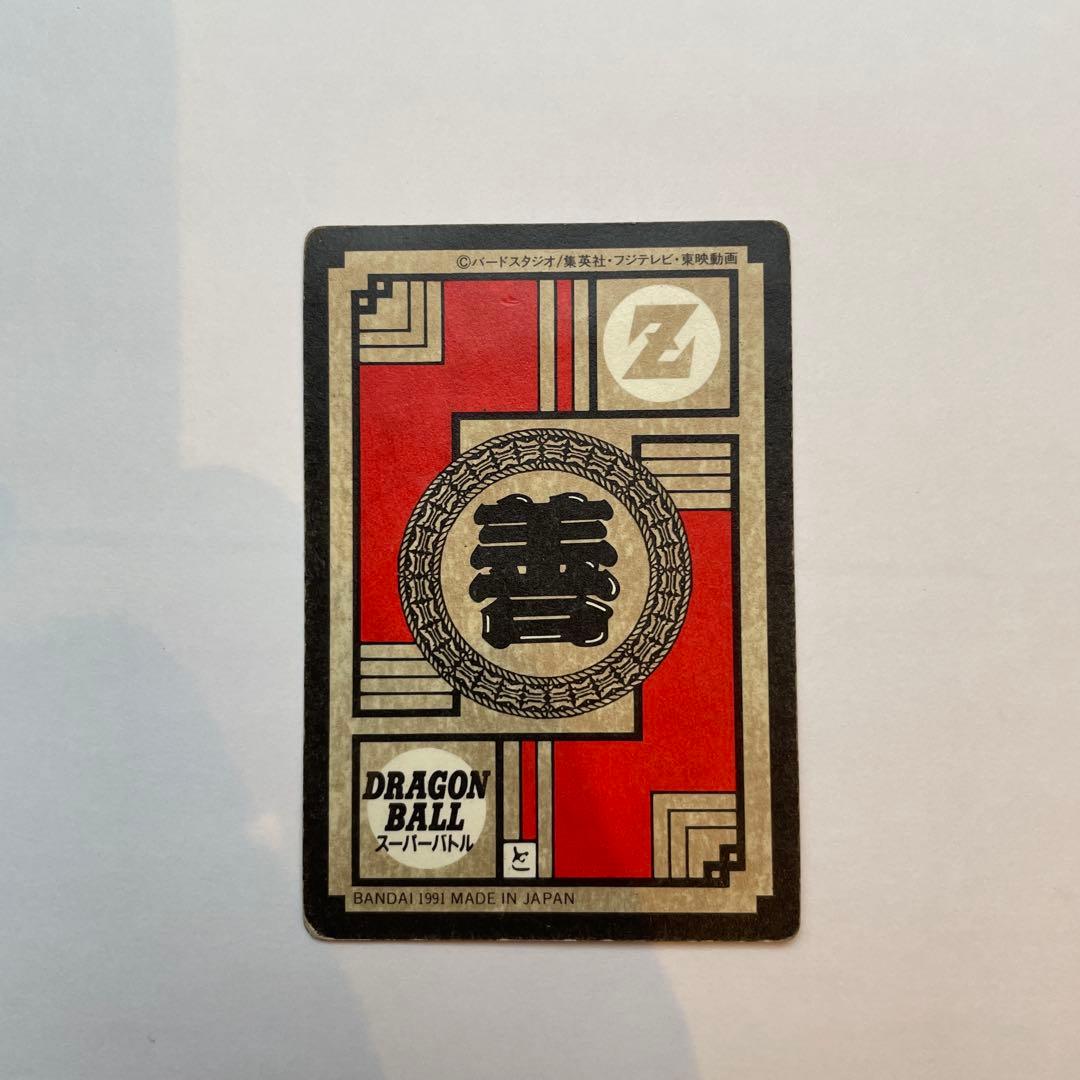 ©バードスタジオ/集英社・フジテレビ・東映動画
Z
善
DRAGON
BALL
スーパーバトル
と
BANDAI 1991 MADE IN JAPAN